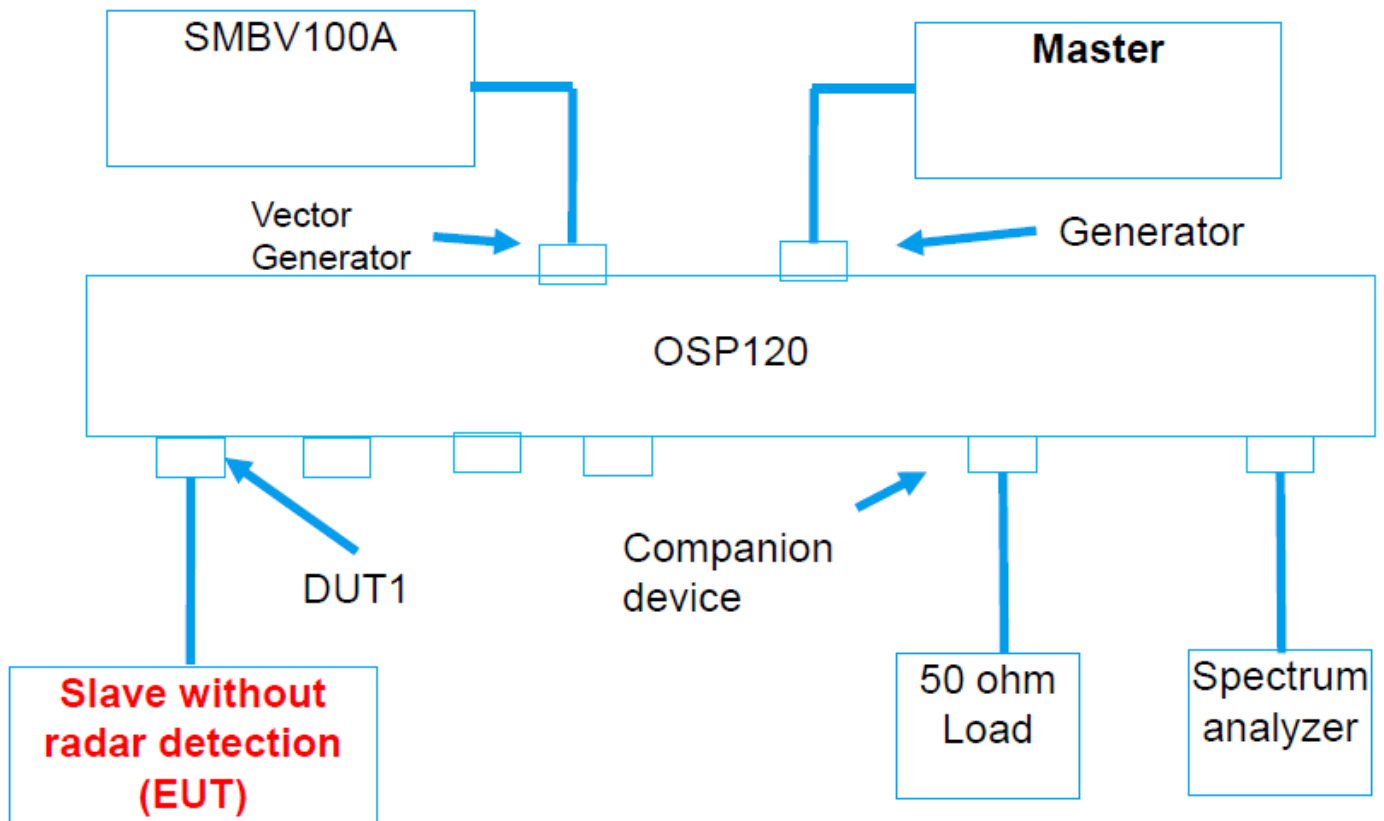 SMBV100A
Master
Vector
Generator
Generator
OSP120
DUT1
Companion
device
Slave without
radar detection
(EUT)
50 ohm
Load
Spectrum
analyzer